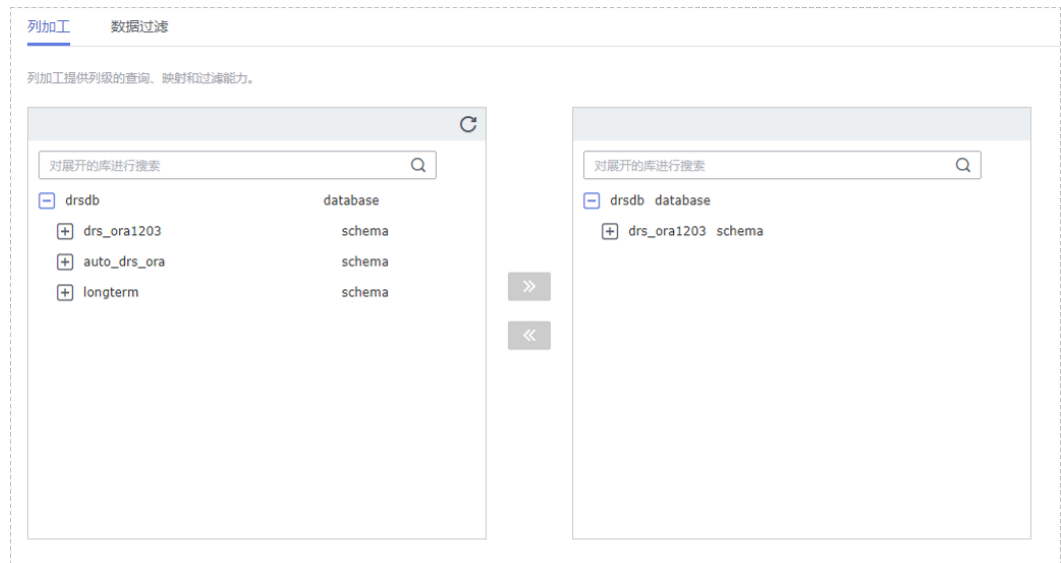 列加工 数据过滤
列加工提供列级的查询、映射和过滤能力。
对展开的库进行搜索
drsdb database
drs_ora1203 schema
auto_drs_ora schema
longterm schema
对展开的库进行搜索
drsdb database
drs_ora1203 schema